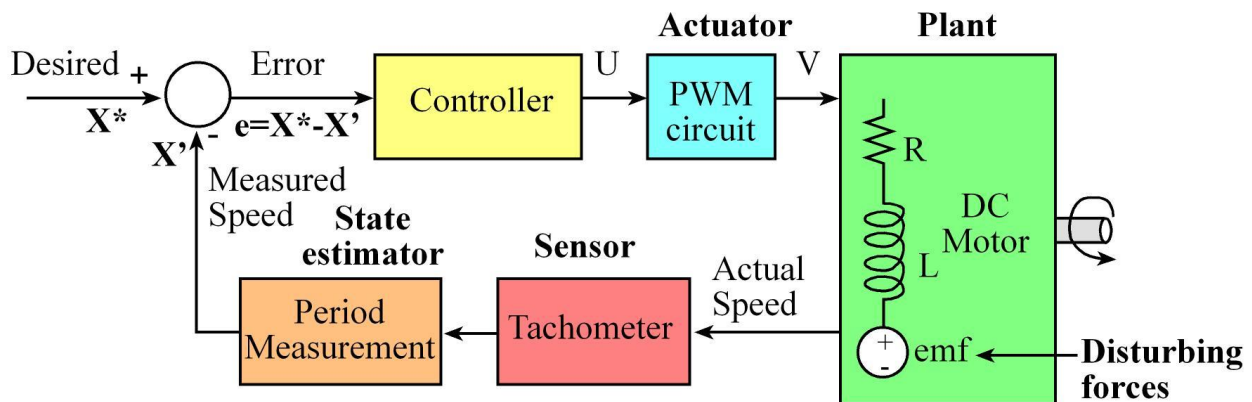 Actuator
Plant
Desired
+
X*
Error
e=X*-X’
-
X’
Controller
U
PWM
circuit
V
R
L
DC
Motor
+
-
emf
Disturbing
forces
Measured
Speed
State
estimator
Period
Measurement
Sensor
Tachometer
Actual
Speed